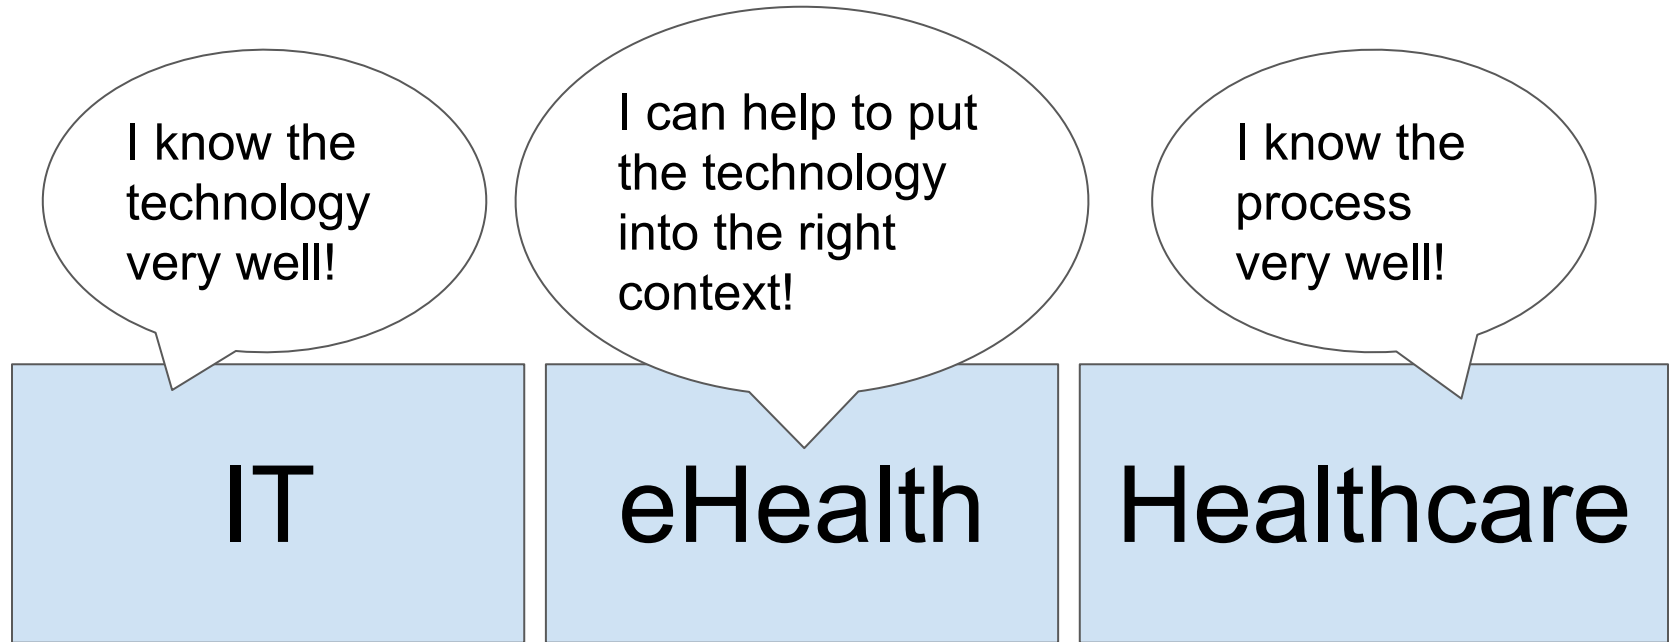 I know the
technology
very well!
I can help to put
the technology
into the right
context!
I know the
process
very well!
IT
eHealth
Healthcare